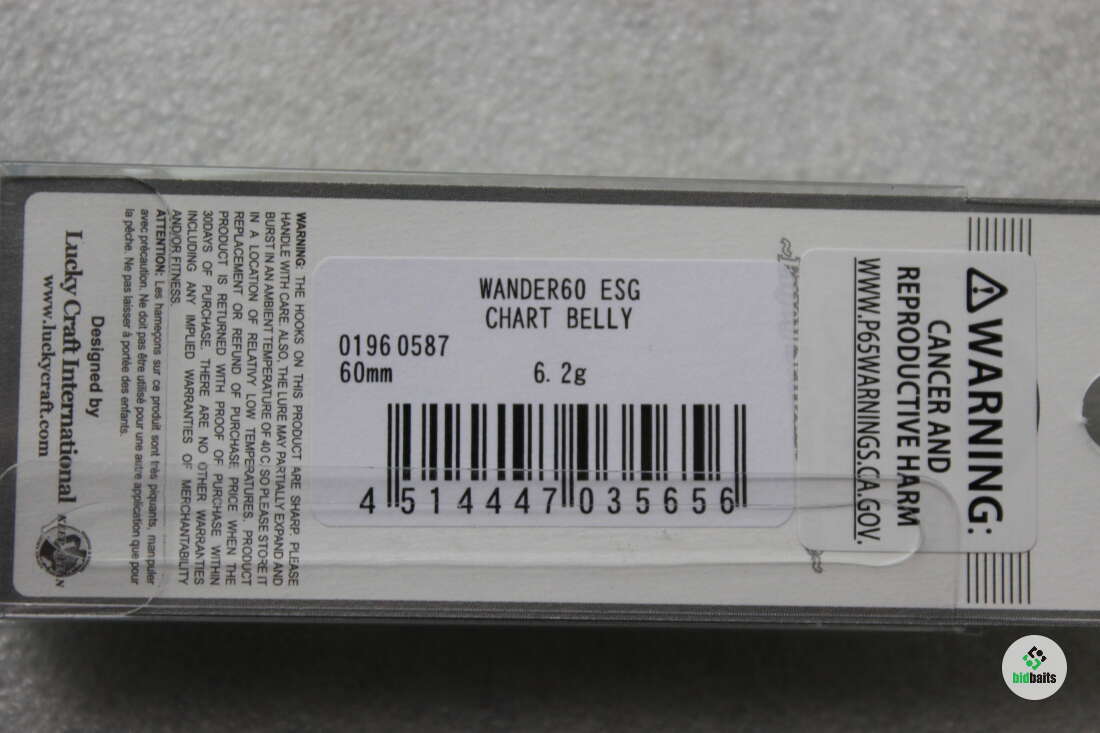 WANDER60 ESG
CHART BELLY
0196 0587
60mm 6.2g
4 514447 035656
WARNING:
CANCER AND
REPRODUCTIVE HARM
WWW.P65WARNINGS.CA.GOV.
WARNING: THE HOOKS ON THIS PRODUCT ARE SHARP. PLEASE
HANDLE WITH CARE. ALSO, THE LURE MAY PARTIALLY EXPAND AND
BURST IN AN AMBIENT TEMPERATURE OF 40 C; SO PLEASE STORE IT
IN A LOCATION OF RELATIVLY LOW TEMPERATURES. PRODUCT
REPLACEMENT OR REFUND OF PURCHASE PRICE WHEN THE
PRODUCT IS RETURNED WITH PROOF OF PURCHASE WITHIN
30DAYS OF PURCHASE. THERE ARE NO OTHER WARRANTIES
INCLUDING ANY IMPLIED WARRANTIES OF MERCHANTABILITY
AND/OR FITNESS.
ATTENTION: Les hameçons sur ce produit sont très piquants, manipuler
avec précaution. Ne doit pas être utilisé pour une autre application que pour
la pêche. Ne pas laisser à portée des enfants.
Designed by
Lucky Craft International
www.luckycraft.com
bidbaits